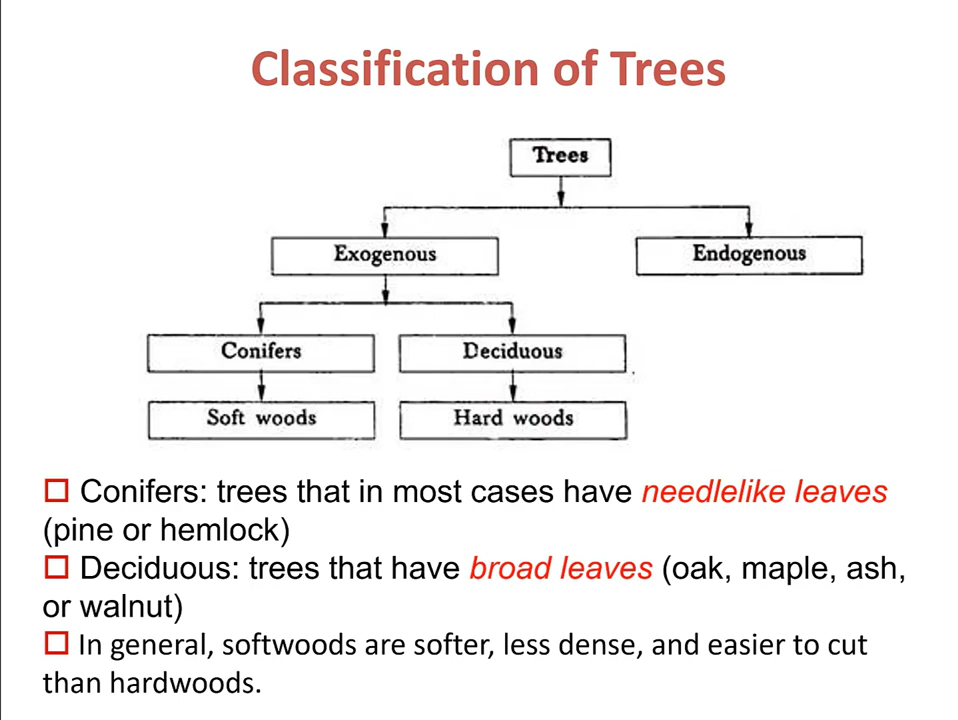 Classification of Trees
Trees
Exogenous
Endogenous
Conifers
Deciduous
Soft woods
Hard woods
Conifers: trees that in most cases have needlelike leaves
(pine or hemlock)
Deciduous: trees that have broad leaves (oak, maple, ash,
or walnut)
In general, softwoods are softer, less dense, and easier to cut
than hardwoods.